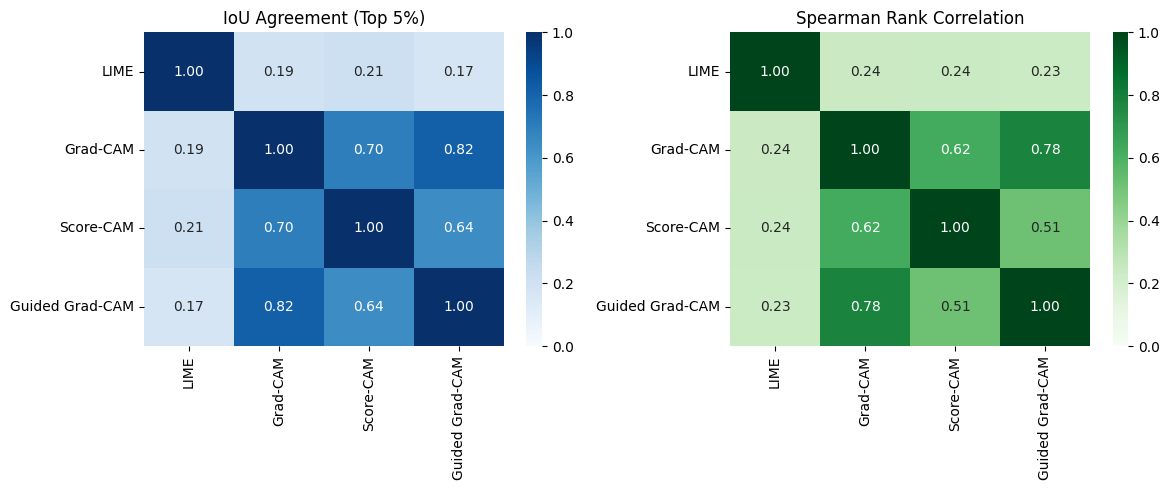 IoU Agreement (Top 5%)
LIME 1.00 0.19 0.21 0.17
Grad-CAM 0.19 1.00 0.70 0.82
Score-CAM 0.21 0.70 1.00 0.64
Guided Grad-CAM 0.17 0.82 0.64 1.00
LIME Grad-CAM Score-CAM Guided Grad-CAM
1.0
0.8
0.6
0.4
0.2
0.0
Spearman Rank Correlation
LIME 1.00 0.24 0.24 0.23
Grad-CAM 0.24 1.00 0.62 0.78
Score-CAM 0.24 0.62 1.00 0.51
Guided Grad-CAM 0.23 0.78 0.51 1.00
LIME Grad-CAM Score-CAM Guided Grad-CAM
1.0
0.8
0.6
0.4
0.2
0.0